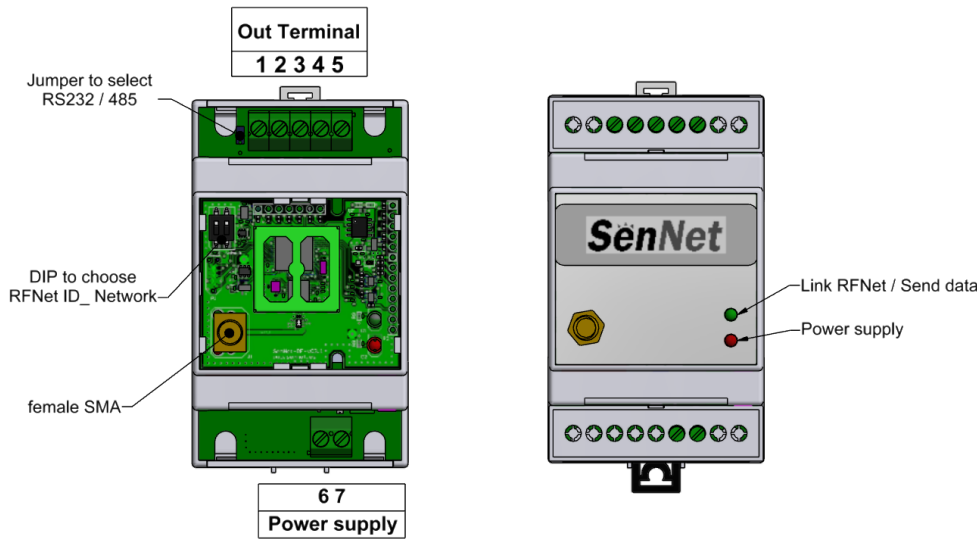 Out Terminal
1 2 3 4 5
Jumper to select
RS232 / 485
DIP to choose
RFNet ID_ Network
female SMA
6 7
Power supply
SenNet
Link RFNet / Send data
Power supply